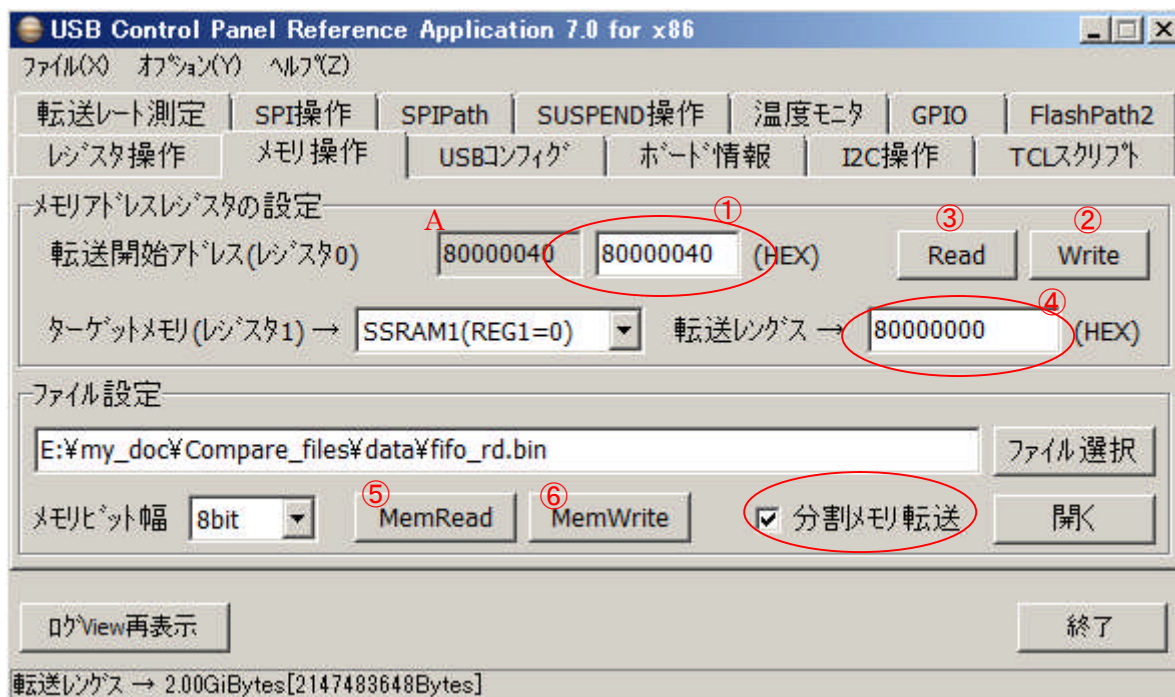 USB Control Panel Reference Application 7.0 for x86
ファイル(X) オプション(Y) ヘルプ(Z)
転送レート測定 SPI操作 SPIPath SUSPEND操作 温度モニタ GPIO FlashPath2
レジスタ操作 メモリ操作 USBコンフィグ ボード情報 I2C操作 TCLスクリプト
メモリアドレスレジスタの設定
A ① ③ ②
転送開始アドレス(レジスタ0) 80000040 80000040 (HEX) Read Write
④
ターゲットメモリ(レジスタ1) → SSRAM1(REG1=0) 転送レングス → 80000000 (HEX)
ファイル設定
E:¥my_doc¥Compare_files¥data¥fifo_rd.bin ファイル選択
⑤ ⑥
メモリビット幅 8bit MemRead MemWrite 分割メモリ転送 開く
ログView再表示 終了
転送レングス → 2.00GiBytes[2147483648Bytes]